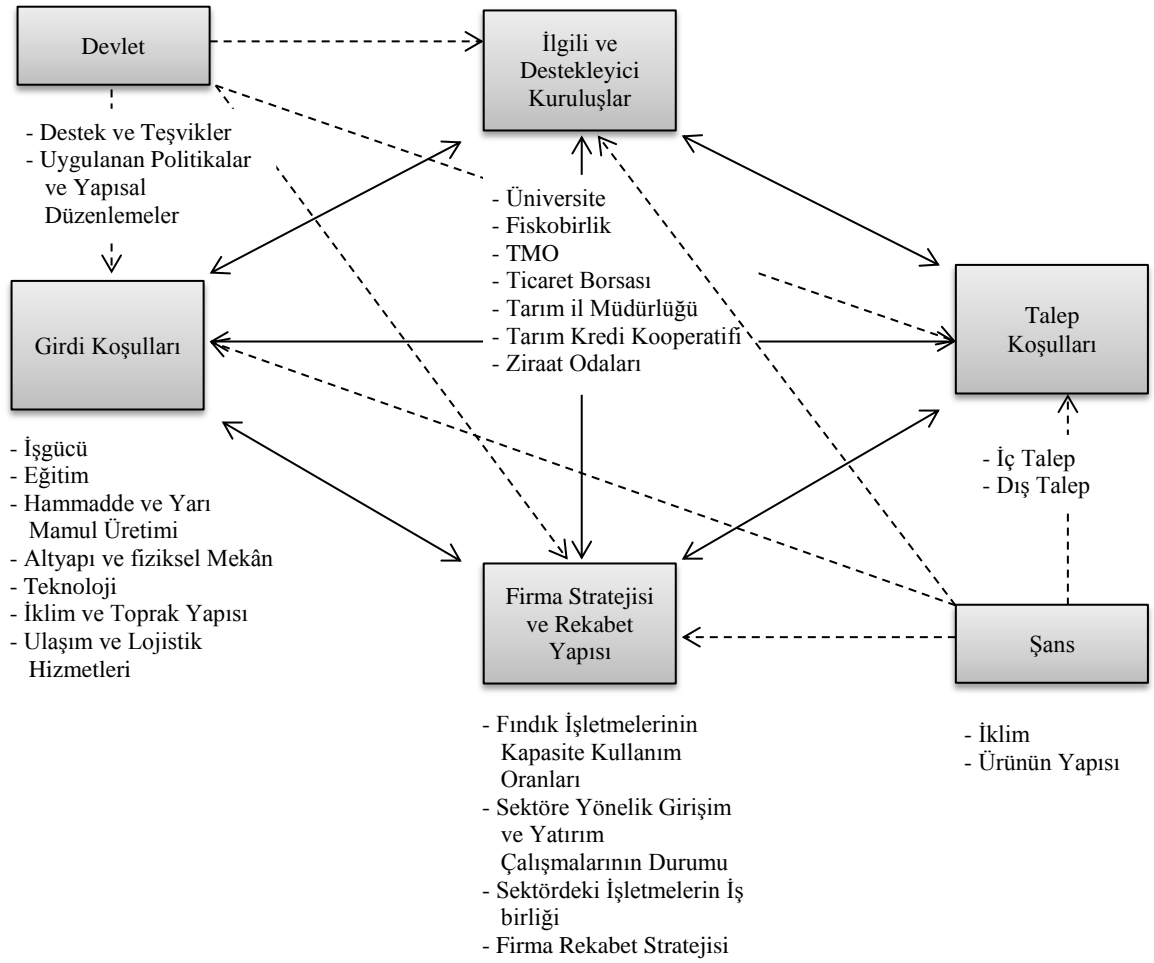 Devlet
İlgili ve
Destekleyici
Kuruluşlar
- Destek ve Teşvikler
- Uygulanan Politikalar
ve Yapısal
Düzenlemeler
- Üniversite
- Fiskobirlik
- TMO
- Ticaret Borsası
- Tarım il Müdürlüğü
- Tarım Kredi Kooperatifi
- Ziraat Odaları
Girdi Koşulları
Talep
Koşulları
- İşgücü
- Eğitim
- Hammadde ve Yarı
Mamul Üretimi
- Altyapı ve fiziksel Mekân
- Teknoloji
- İklim ve Toprak Yapısı
- Ulaşım ve Lojistik
Hizmetleri
- İç Talep
- Dış Talep
Firma Stratejisi
ve Rekabet
Yapısı
Şans
- Fındık İşletmelerinin
Kapasite Kullanım
Oranları
- Sektöre Yönelik Girişim
ve Yatırım
Çalışmalarının Durumu
- Sektördeki İşletmelerin İş
birliği
- Firma Rekabet Stratejisi
- İklim
- Ürünün Yapısı